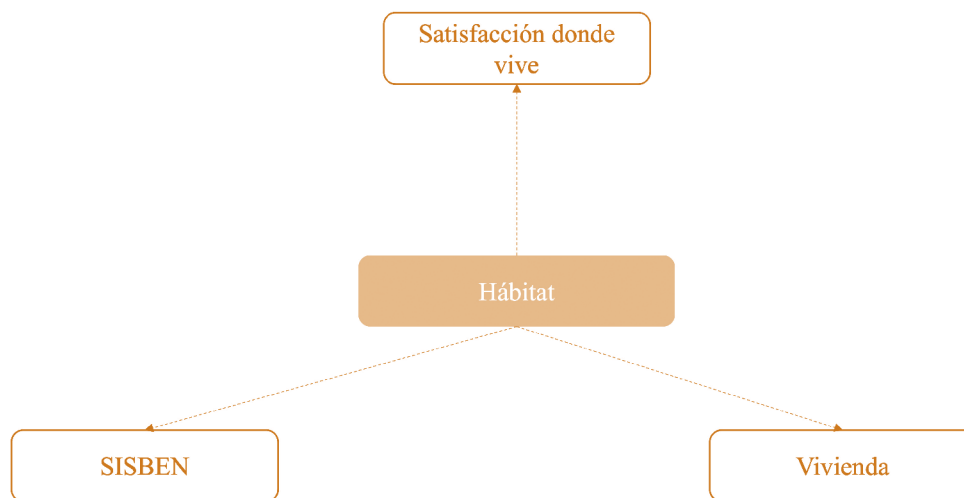 Satisfacción donde
vive
Hábitat
SISBEN
Vivienda